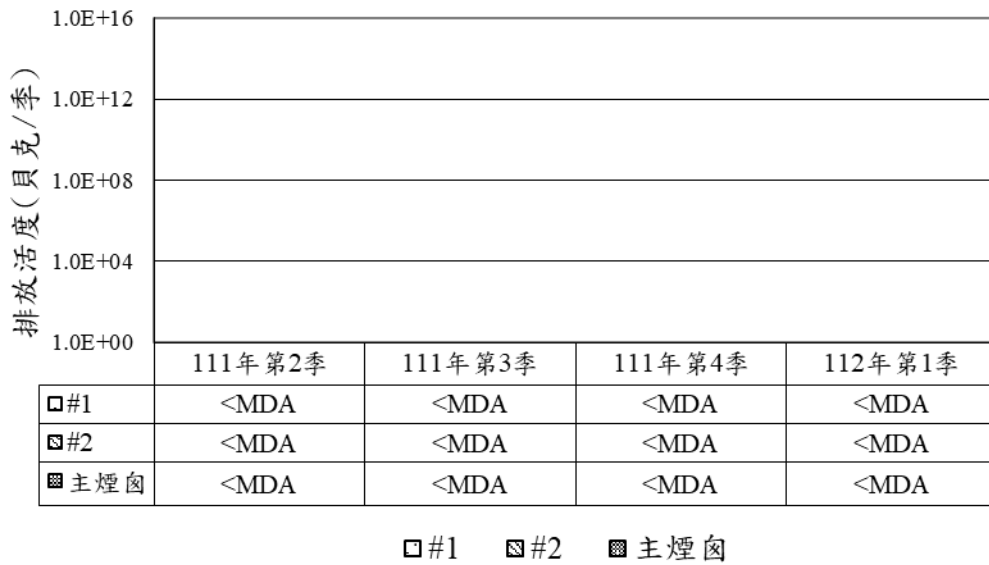 排放活度(貝克/季)
1.0E+16
1.0E+12
1.0E+08
1.0E+04
1.0E+00
111年第2季 111年第3季 111年第4季 112年第1季
#1 <MDA <MDA <MDA <MDA
#2 <MDA <MDA <MDA <MDA
主煙囪 <MDA <MDA <MDA <MDA
#1 #2 主煙囪